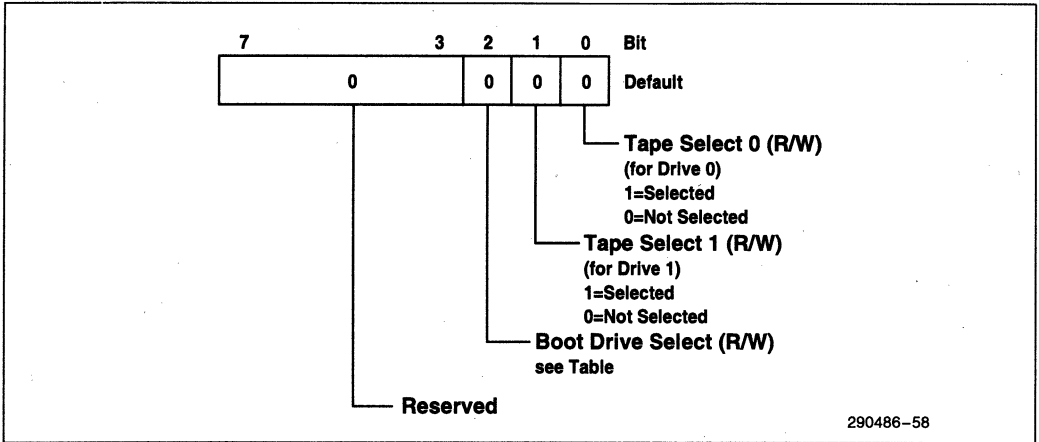 7 3 2 1 0 Bit
0 0 0 0 Default
Tape Select 0 (R/W)
(for Drive 0)
1=Selected
0=Not Selected
Tape Select 1 (R/W)
(for Drive 1)
1=Selected
0=Not Selected
Boot Drive Select (R/W)
see Table
Reserved
290486–58